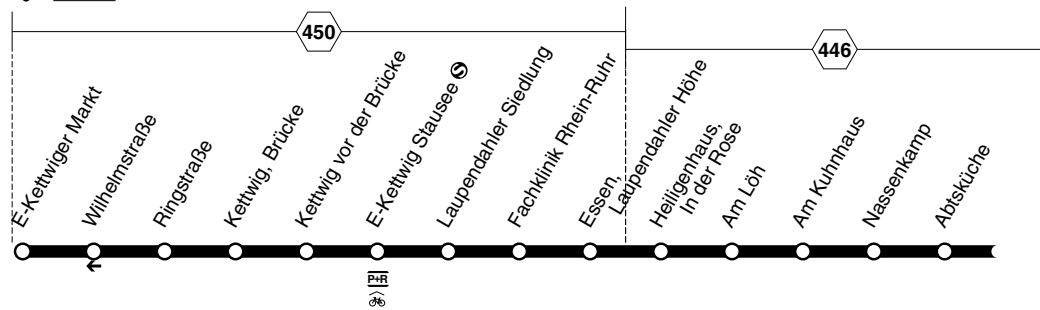 450
446
E-Kettwiger Markt
Wilhelmstraße
Ringstraße
Kettwig, Brücke
Kettwig vor der Brücke
E-Kettwig Stausee S
Laupendahler Siedlung
Fachklinik Rhein-Ruhr
Essen,
Laupendahler Höhe
Heiligenhaus,
In der Rose
Am Löh
Am Kuhnhaus
Nassenkamp
Abtsküche
P+R